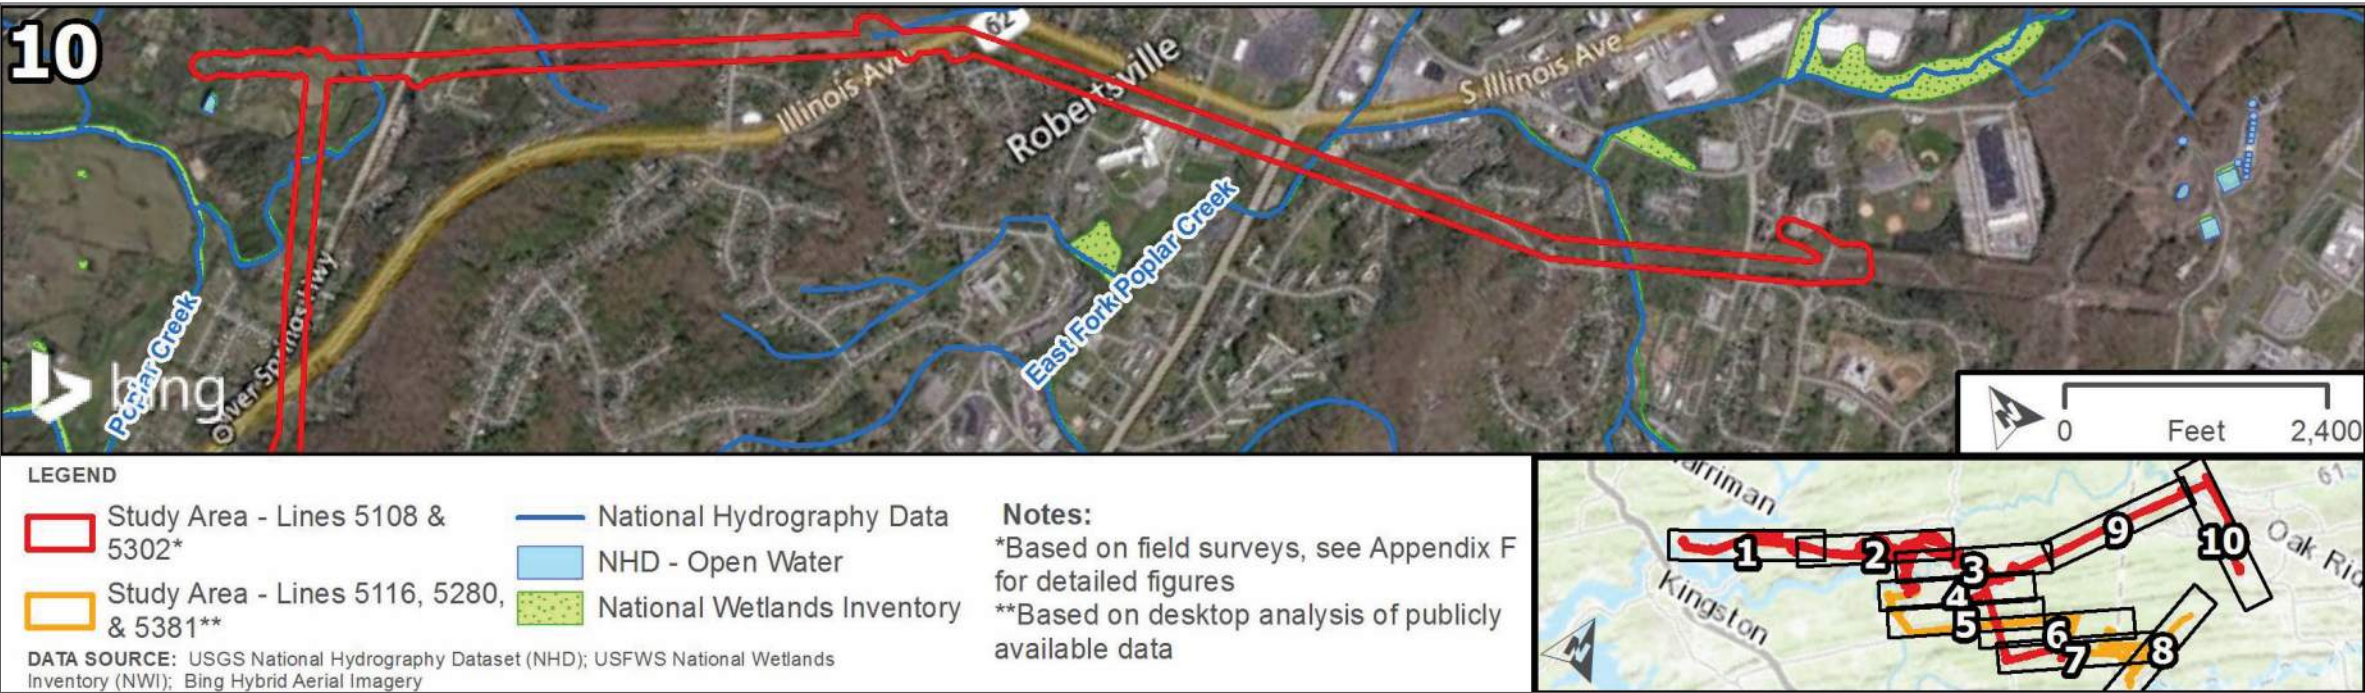 10
62
Illinois Ave
Robertsville
S Illinois Ave
East Fork Poplar Creek
Poplar Creek
Oliver Springs Hwy
bing
N
0 Feet 2,400
LEGEND
Study Area - Lines 5108 &
5302*
Study Area - Lines 5116, 5280,
& 5381**
National Hydrography Data
NHD - Open Water
National Wetlands Inventory
Notes:
*Based on field surveys, see Appendix F
for detailed figures
**Based on desktop analysis of publicly
available data
DATA SOURCE: USGS National Hydrography Dataset (NHD); USFWS National Wetlands
Inventory (NWI); Bing Hybrid Aerial Imagery
arriman
Kingston
61
Oak Rid
1
2
3
4
5
6
7
8
9
10
N